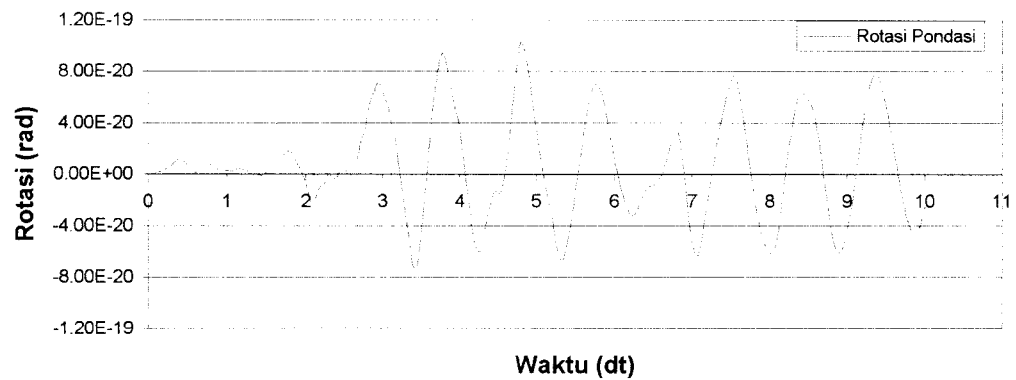 1.20E-19
8.00E-20
4.00E-20
0.00E+00
-4.00E-20
-8.00E-20
-1.20E-19
Rotasi (rad)
Rotasi Pondasi
0 1 2 3 4 5 6 7 8 9 10 11
Waktu (dt)